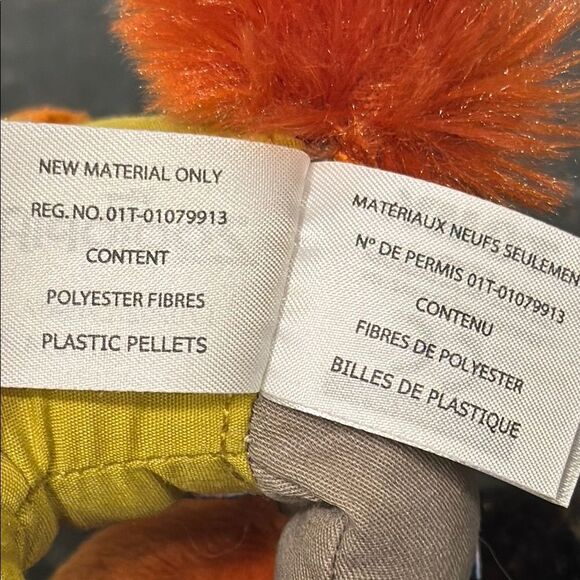 NEW MATERIAL ONLY
REG. NO. 01T-01079913
CONTENT
POLYESTER FIBRES
PLASTIC PELLETS
MATÉRIAUX NEUFS SEULEMEN
Nº DE PERMIS 01T-01079913
CONTENU
FIBRES DE POLYESTER
BILLES DE PLASTIQUE